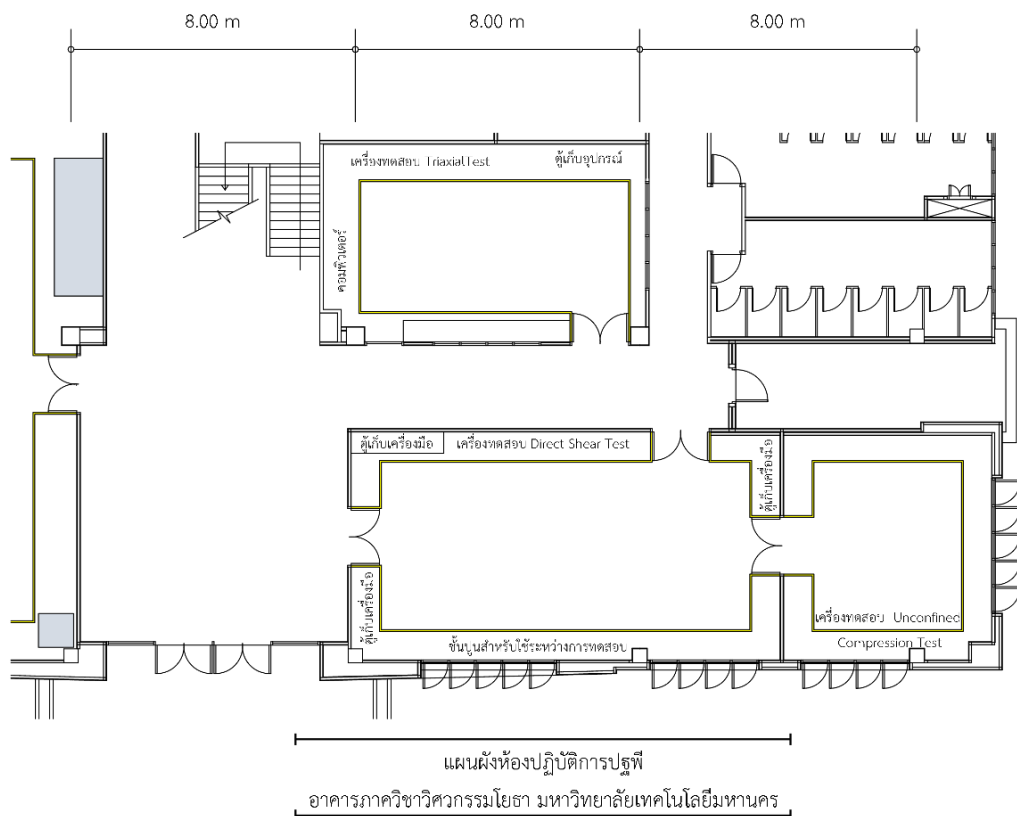 8.00 m 8.00 m 8.00 m
เครื่องทดสอบ Triaxial Test
ตู้เก็บอุปกรณ์
คอมพิวเตอร์
ตู้เก็บเครื่องมือ
เครื่องทดสอบ Direct Shear Test
ตู้เก็บเครื่องมือ
ตู้เก็บเครื่องมือ
ชั้นปูนสำหรับใช้ระหว่างการทดสอบ
เครื่องทดสอบ Unconfined
Compression Test
แผนผังห้องปฏิบัติการปฐพี
อาคารภาควิชาวิศวกรรมโยธา มหาวิทยาลัยเทคโนโลยีมหานคร